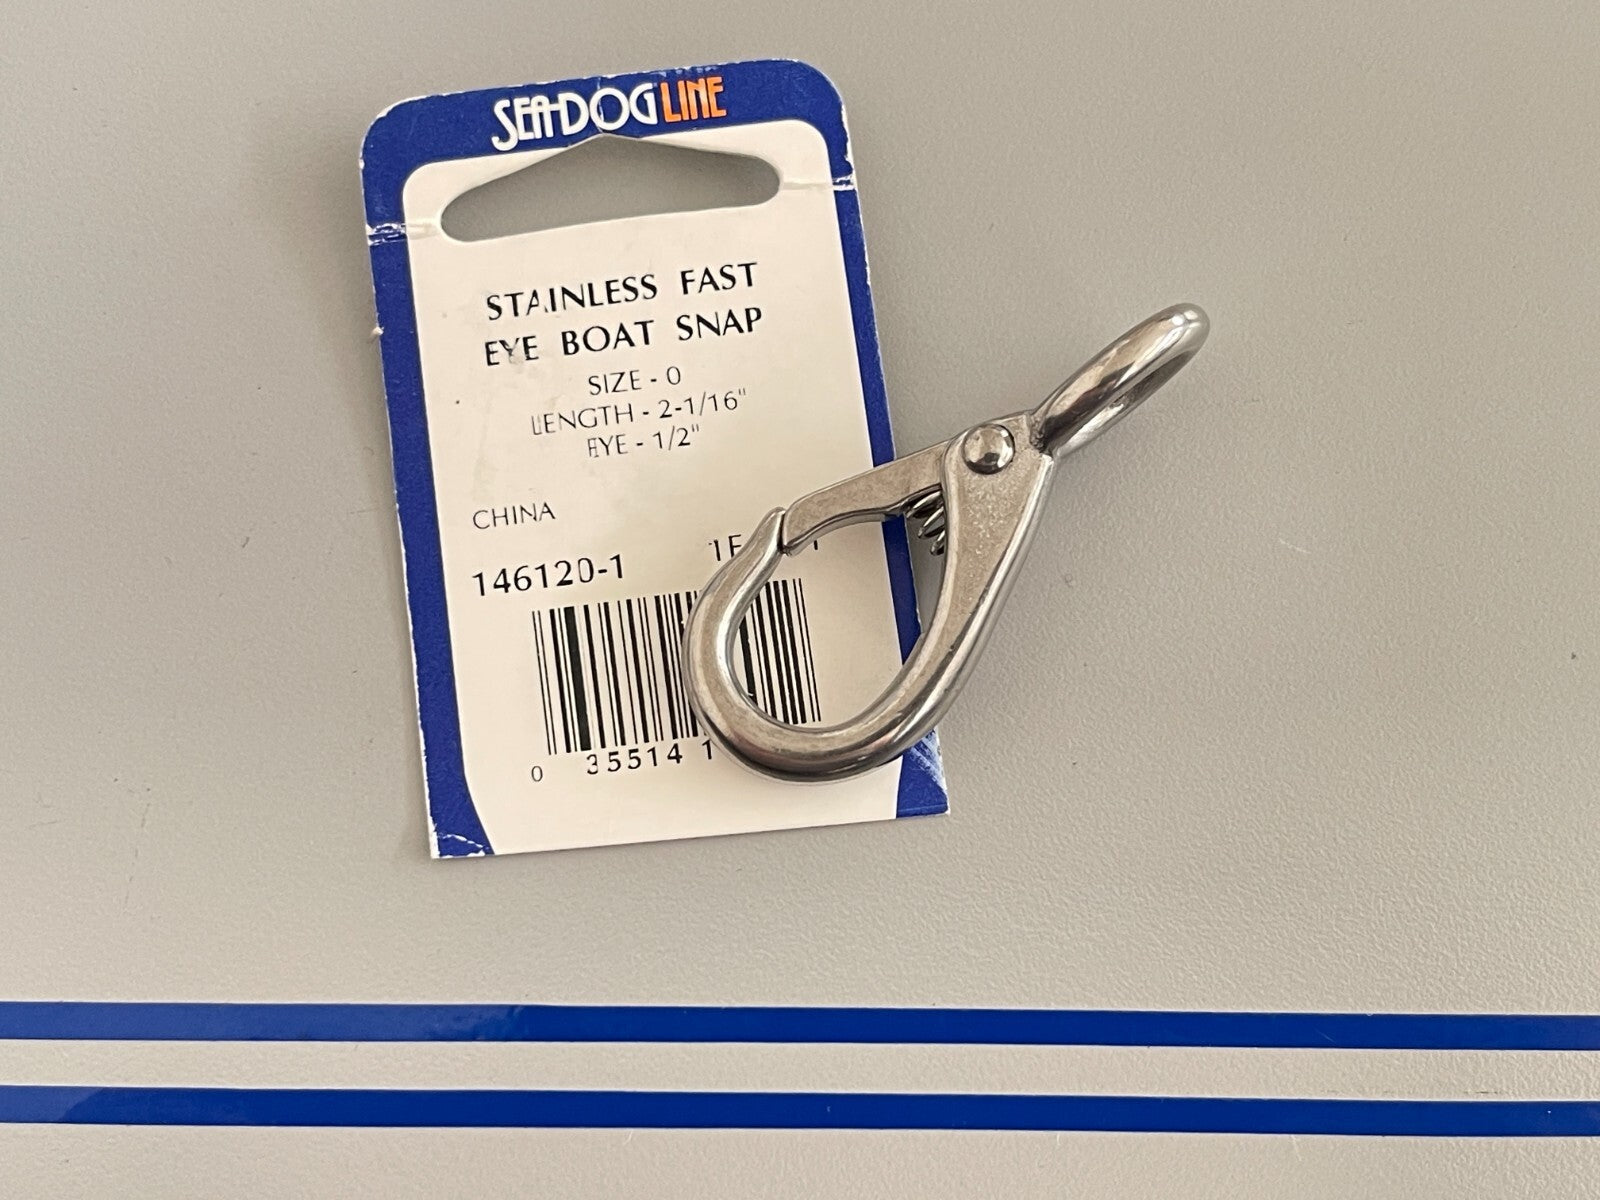 SEA-DOG LINE
STAINLESS FAST
EYE BOAT SNAP
SIZE - 0
LENGTH - 2-1/16"
EYE - 1/2"
CHINA
146120-1
0 35514 1